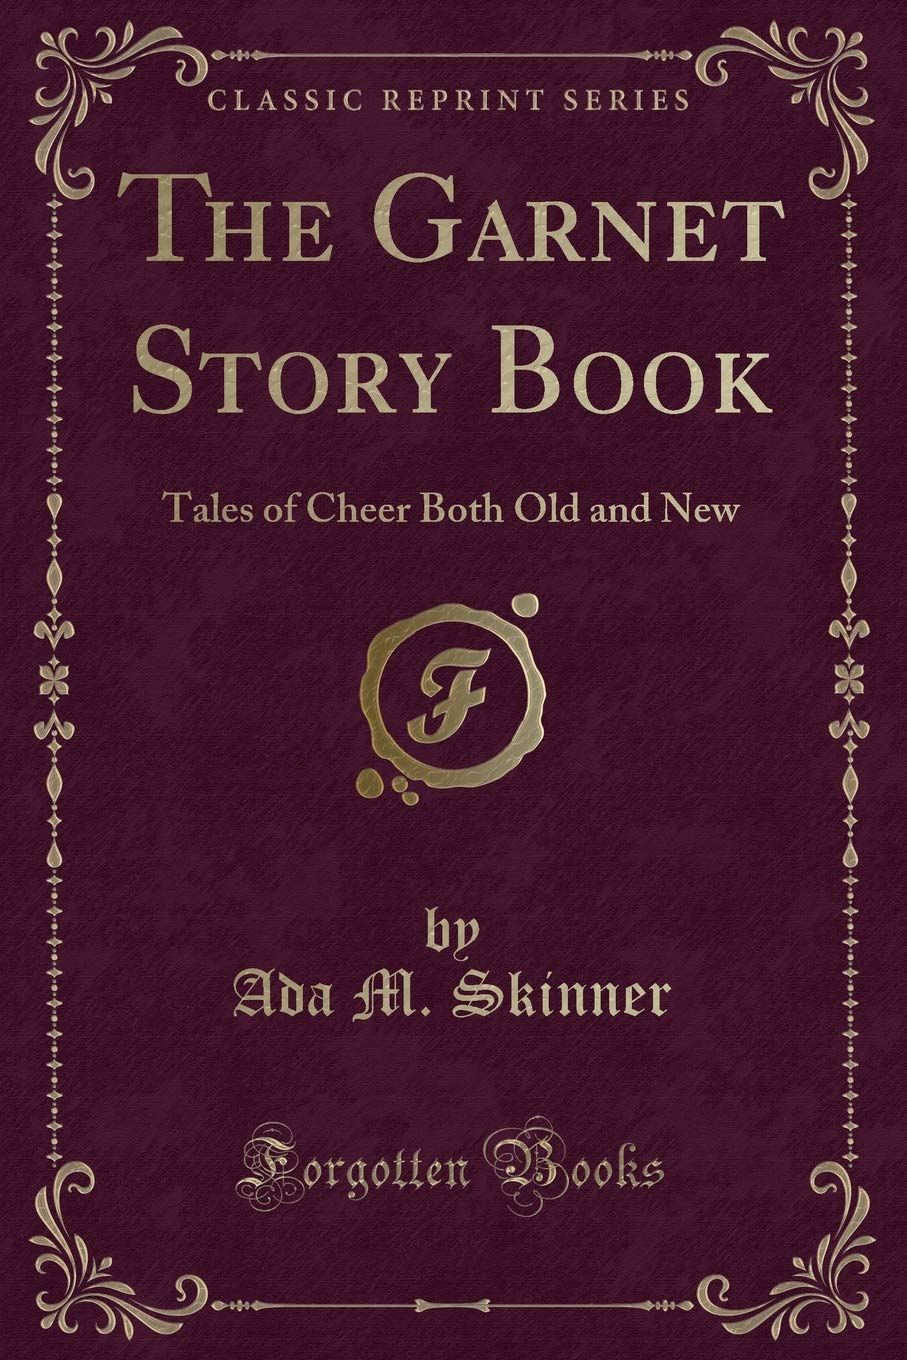 CLASSIC REPRINT SERIES
THE GARNET
STORY BOOK
Tales of Cheer Both Old and New
F
by
Ada M. Skinner
Forgotten Books